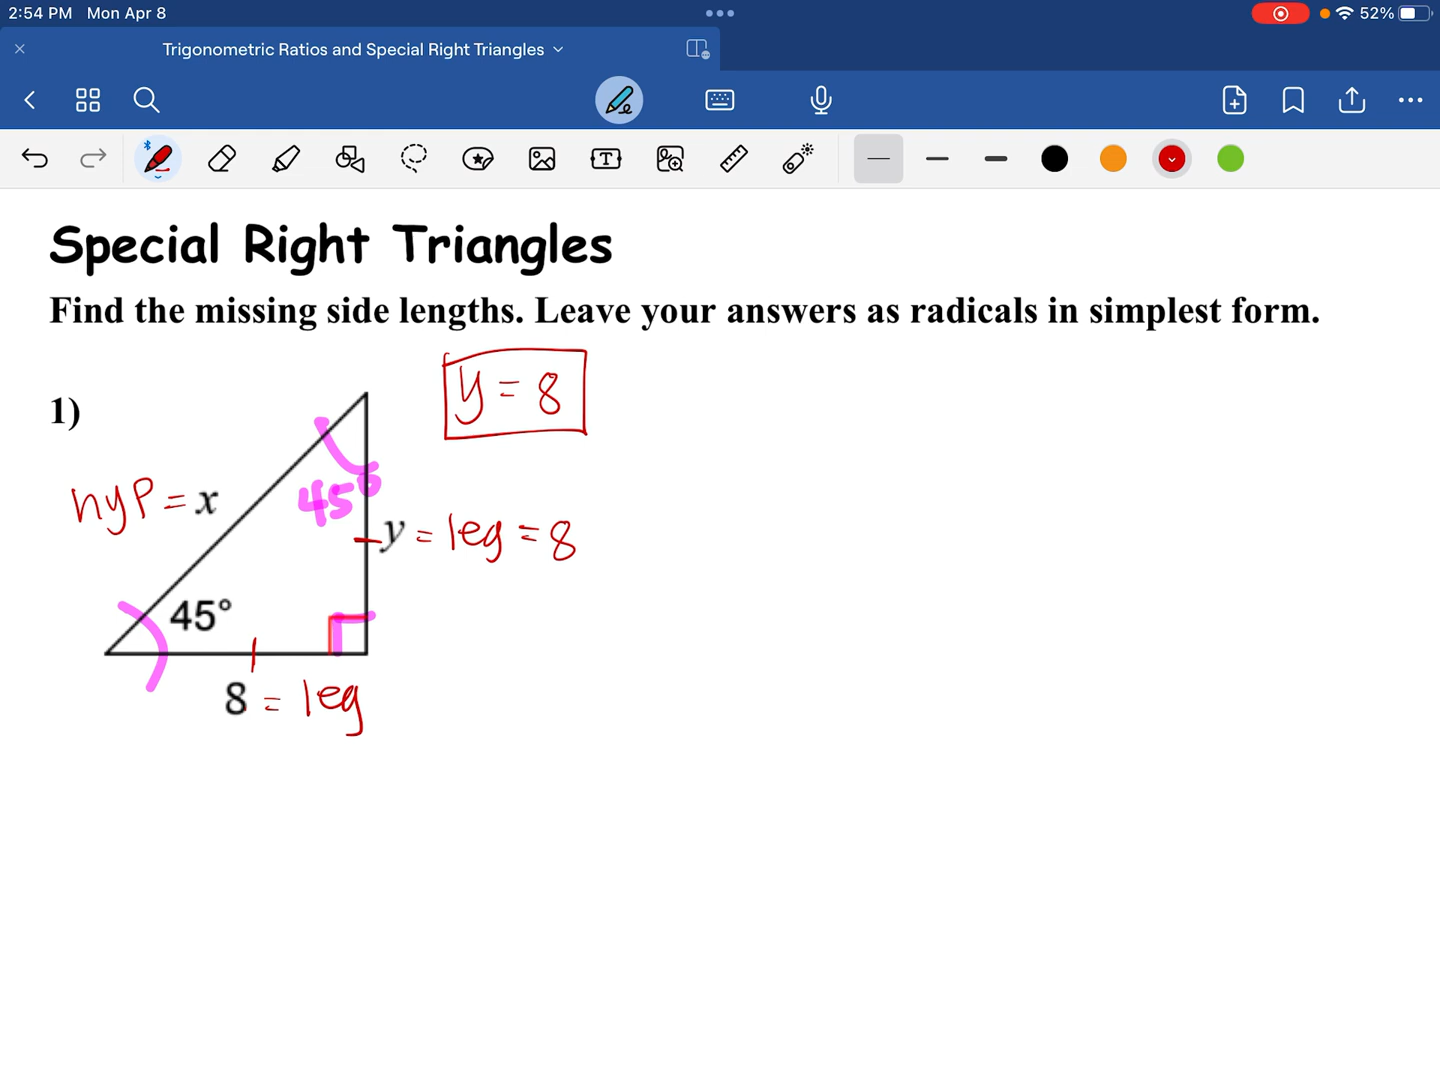 2:54 PM Mon Apr 8
52%
Trigonometric Ratios and Special Right Triangles
Special Right Triangles
Find the missing side lengths. Leave your answers as radicals in simplest form.
y = 8
1)
hyp = x
45°
y = leg = 8
45°
8 = leg